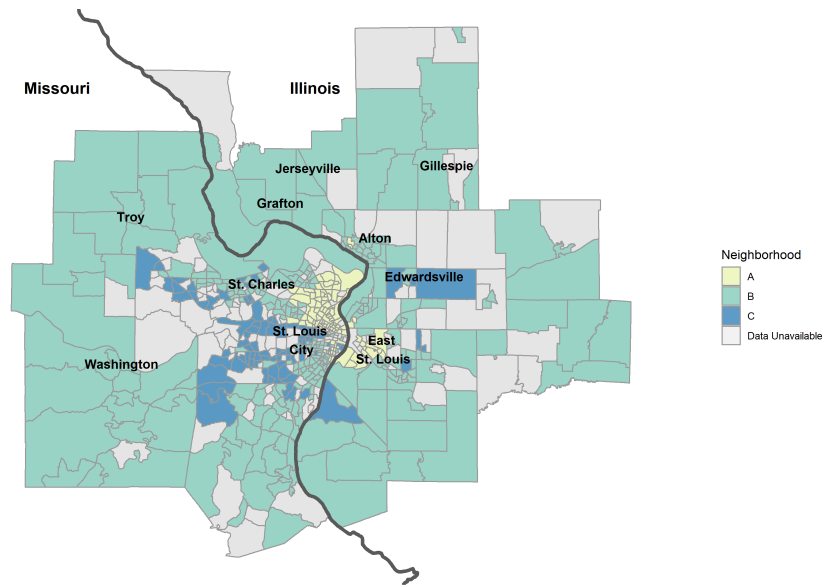 Missouri
Illinois
Jerseyville
Gillespie
Grafton
Troy
Alton
Edwardsville
St. Charles
St. Louis
City
East
St. Louis
Washington
Neighborhood
A
B
C
Data Unavailable